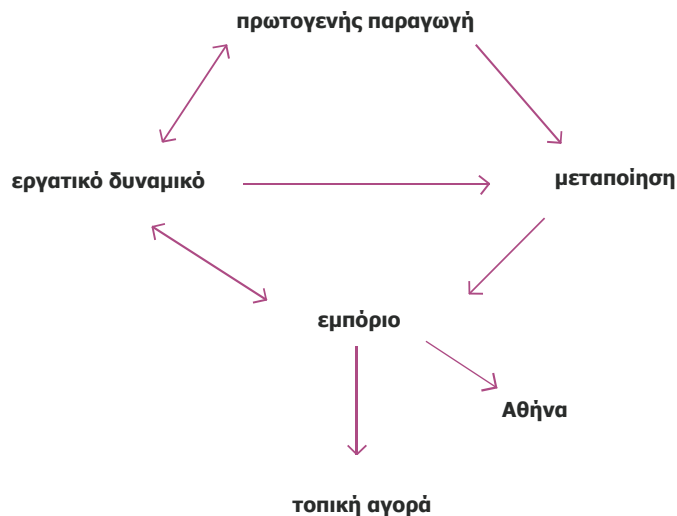 πρωτογενής παραγωγή
εργατικό δυναμικό
μεταποίηση
εμπόριο
Αθήνα
τοπική αγορά